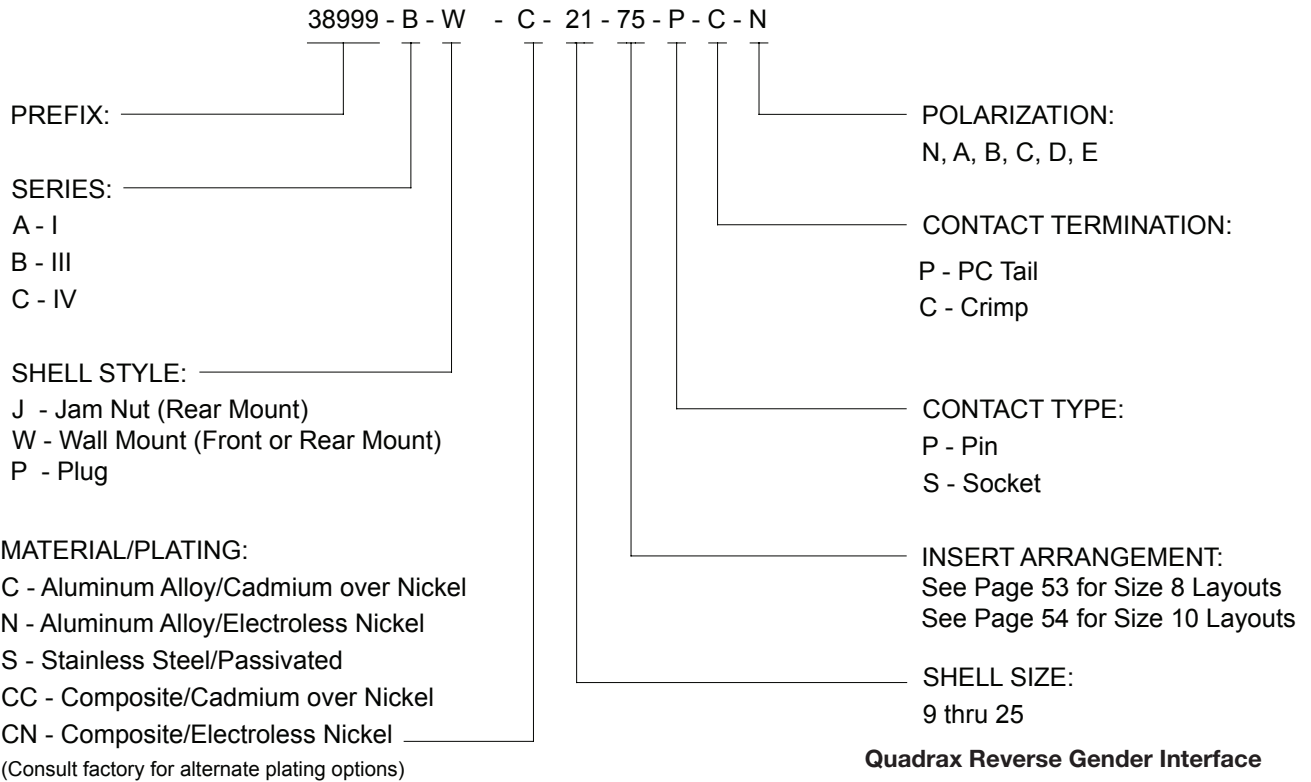 38999 - B - W - C - 21 - 75 - P - C - N
PREFIX:
SERIES:
A - I
B - III
C - IV
SHELL STYLE:
J - Jam Nut (Rear Mount)
W - Wall Mount (Front or Rear Mount)
P - Plug
MATERIAL/PLATING:
C - Aluminum Alloy/Cadmium over Nickel
N - Aluminum Alloy/Electroless Nickel
S - Stainless Steel/Passivated
CC - Composite/Cadmium over Nickel
CN - Composite/Electroless Nickel
(Consult factory for alternate plating options)
POLARIZATION:
N, A, B, C, D, E
CONTACT TERMINATION:
P - PC Tail
C - Crimp
CONTACT TYPE:
P - Pin
S - Socket
INSERT ARRANGEMENT:
See Page 53 for Size 8 Layouts
See Page 54 for Size 10 Layouts
SHELL SIZE:
9 thru 25
Quadrax Reverse Gender Interface